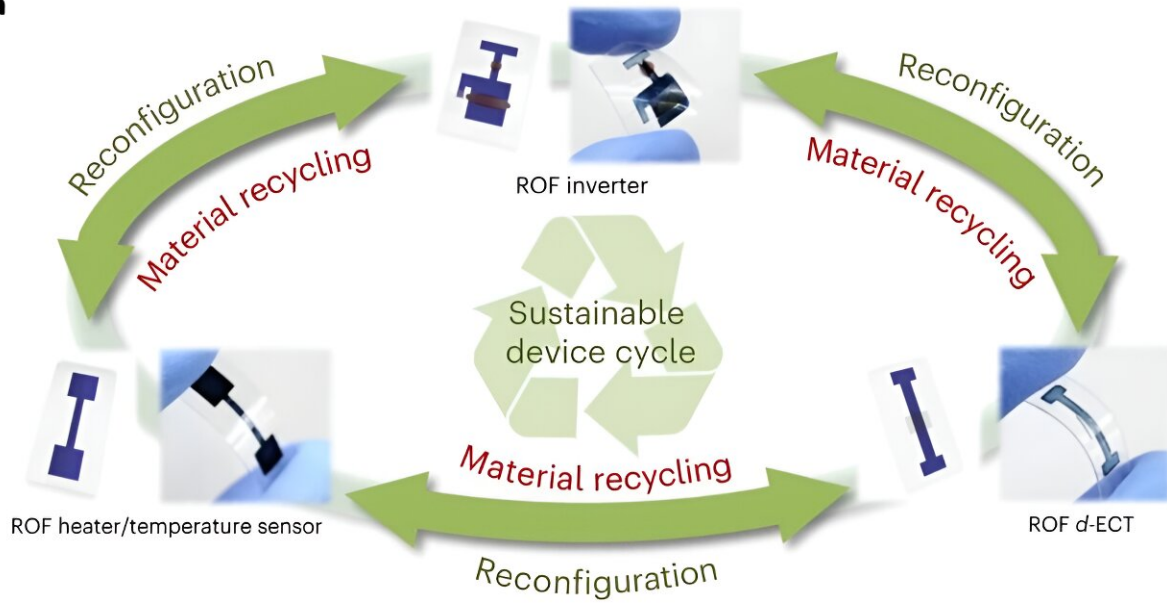 Reconfiguration
Reconfiguration
Material recycling
Material recycling
ROF inverter
Sustainable
device cycle
Material recycling
ROF heater/temperature sensor
ROF d-ECT
Reconfiguration